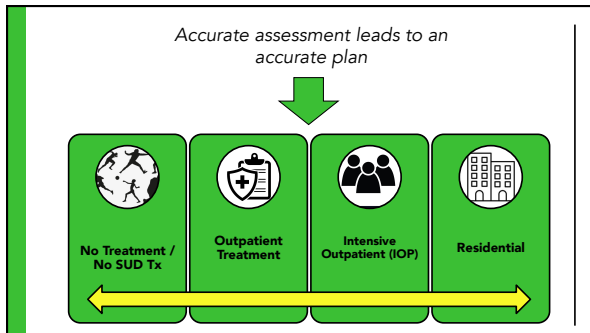 Accurate assessment leads to an
accurate plan
No Treatment /
No SUD Tx
Outpatient
Treatment
Intensive
Outpatient (IOP)
Residential